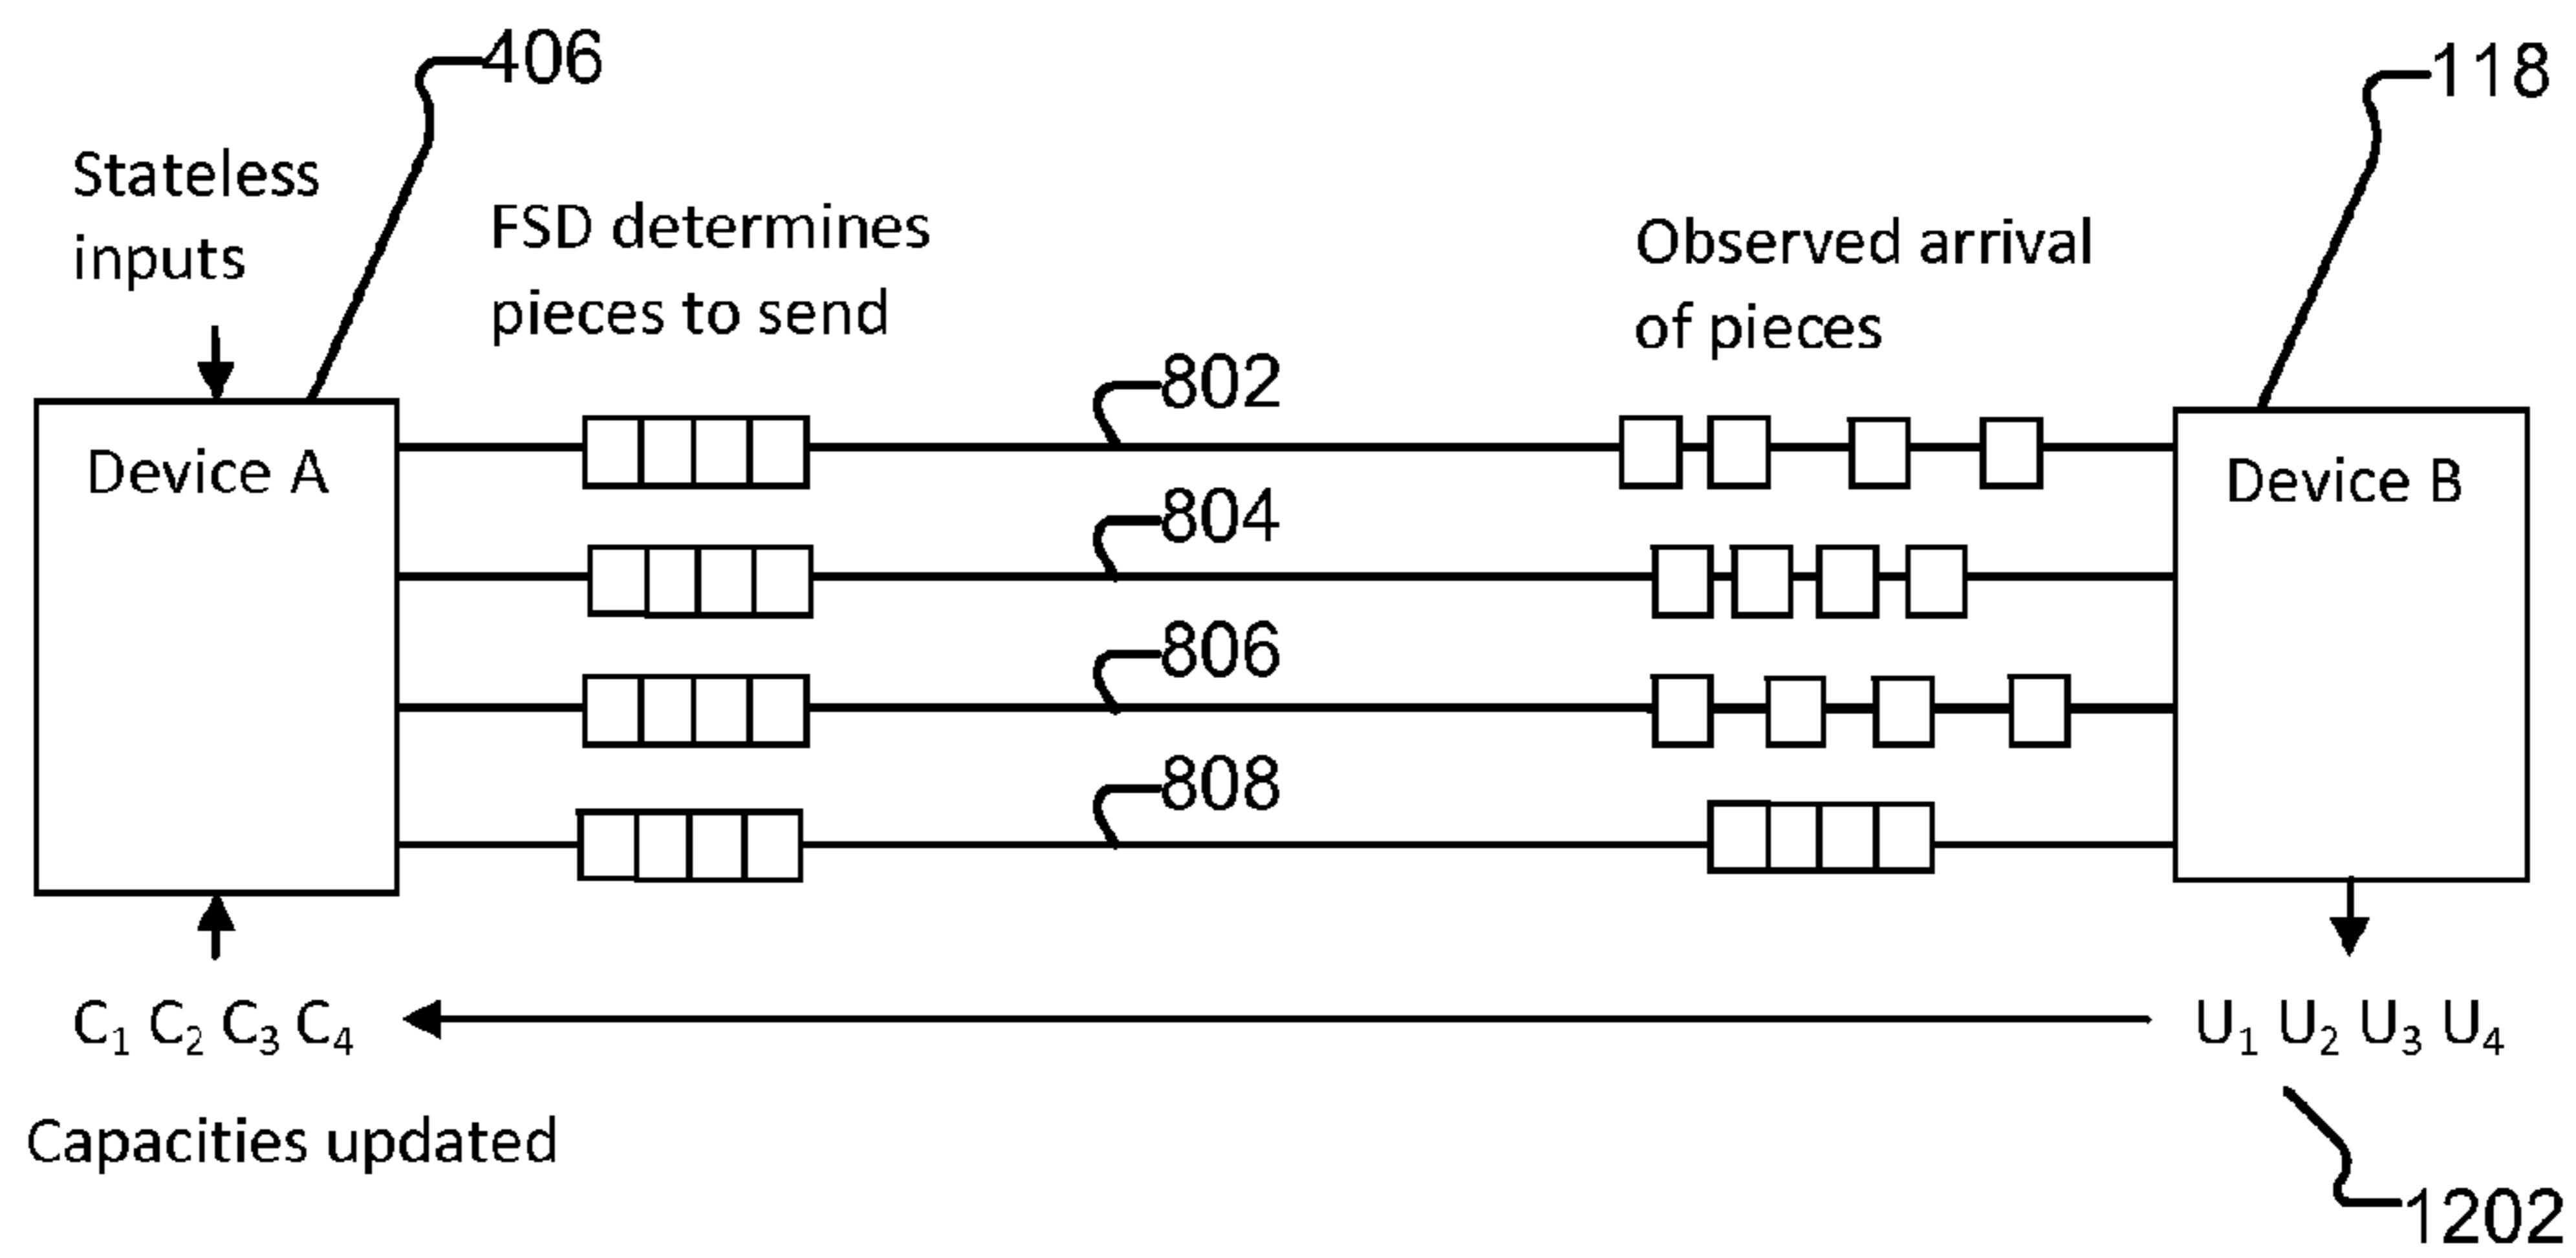 406
118
Stateless
inputs
FSD determines
pieces to send
Observed arrival
of pieces
802
Device A
Device B
804
806
808
C₁ C₂ C₃ C₄
U₁ U₂ U₃ U₄
Capacities updated
1202